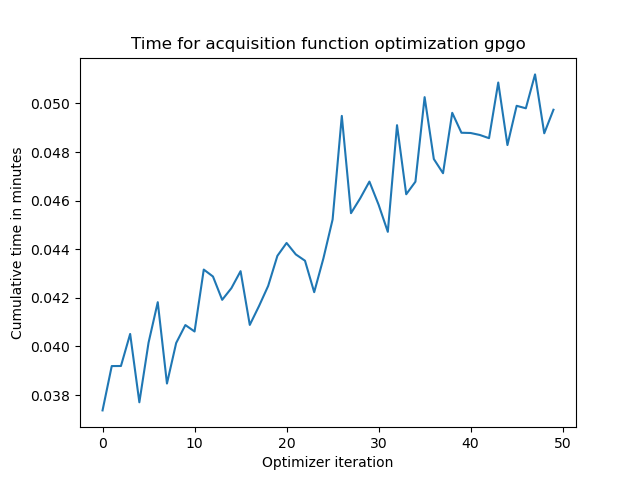 Time for acquisition function optimization gpgo
0.050
0.048
0.046
0.044
0.042
0.040
0.038
Cumulative time in minutes
0 10 20 30 40 50
Optimizer iteration